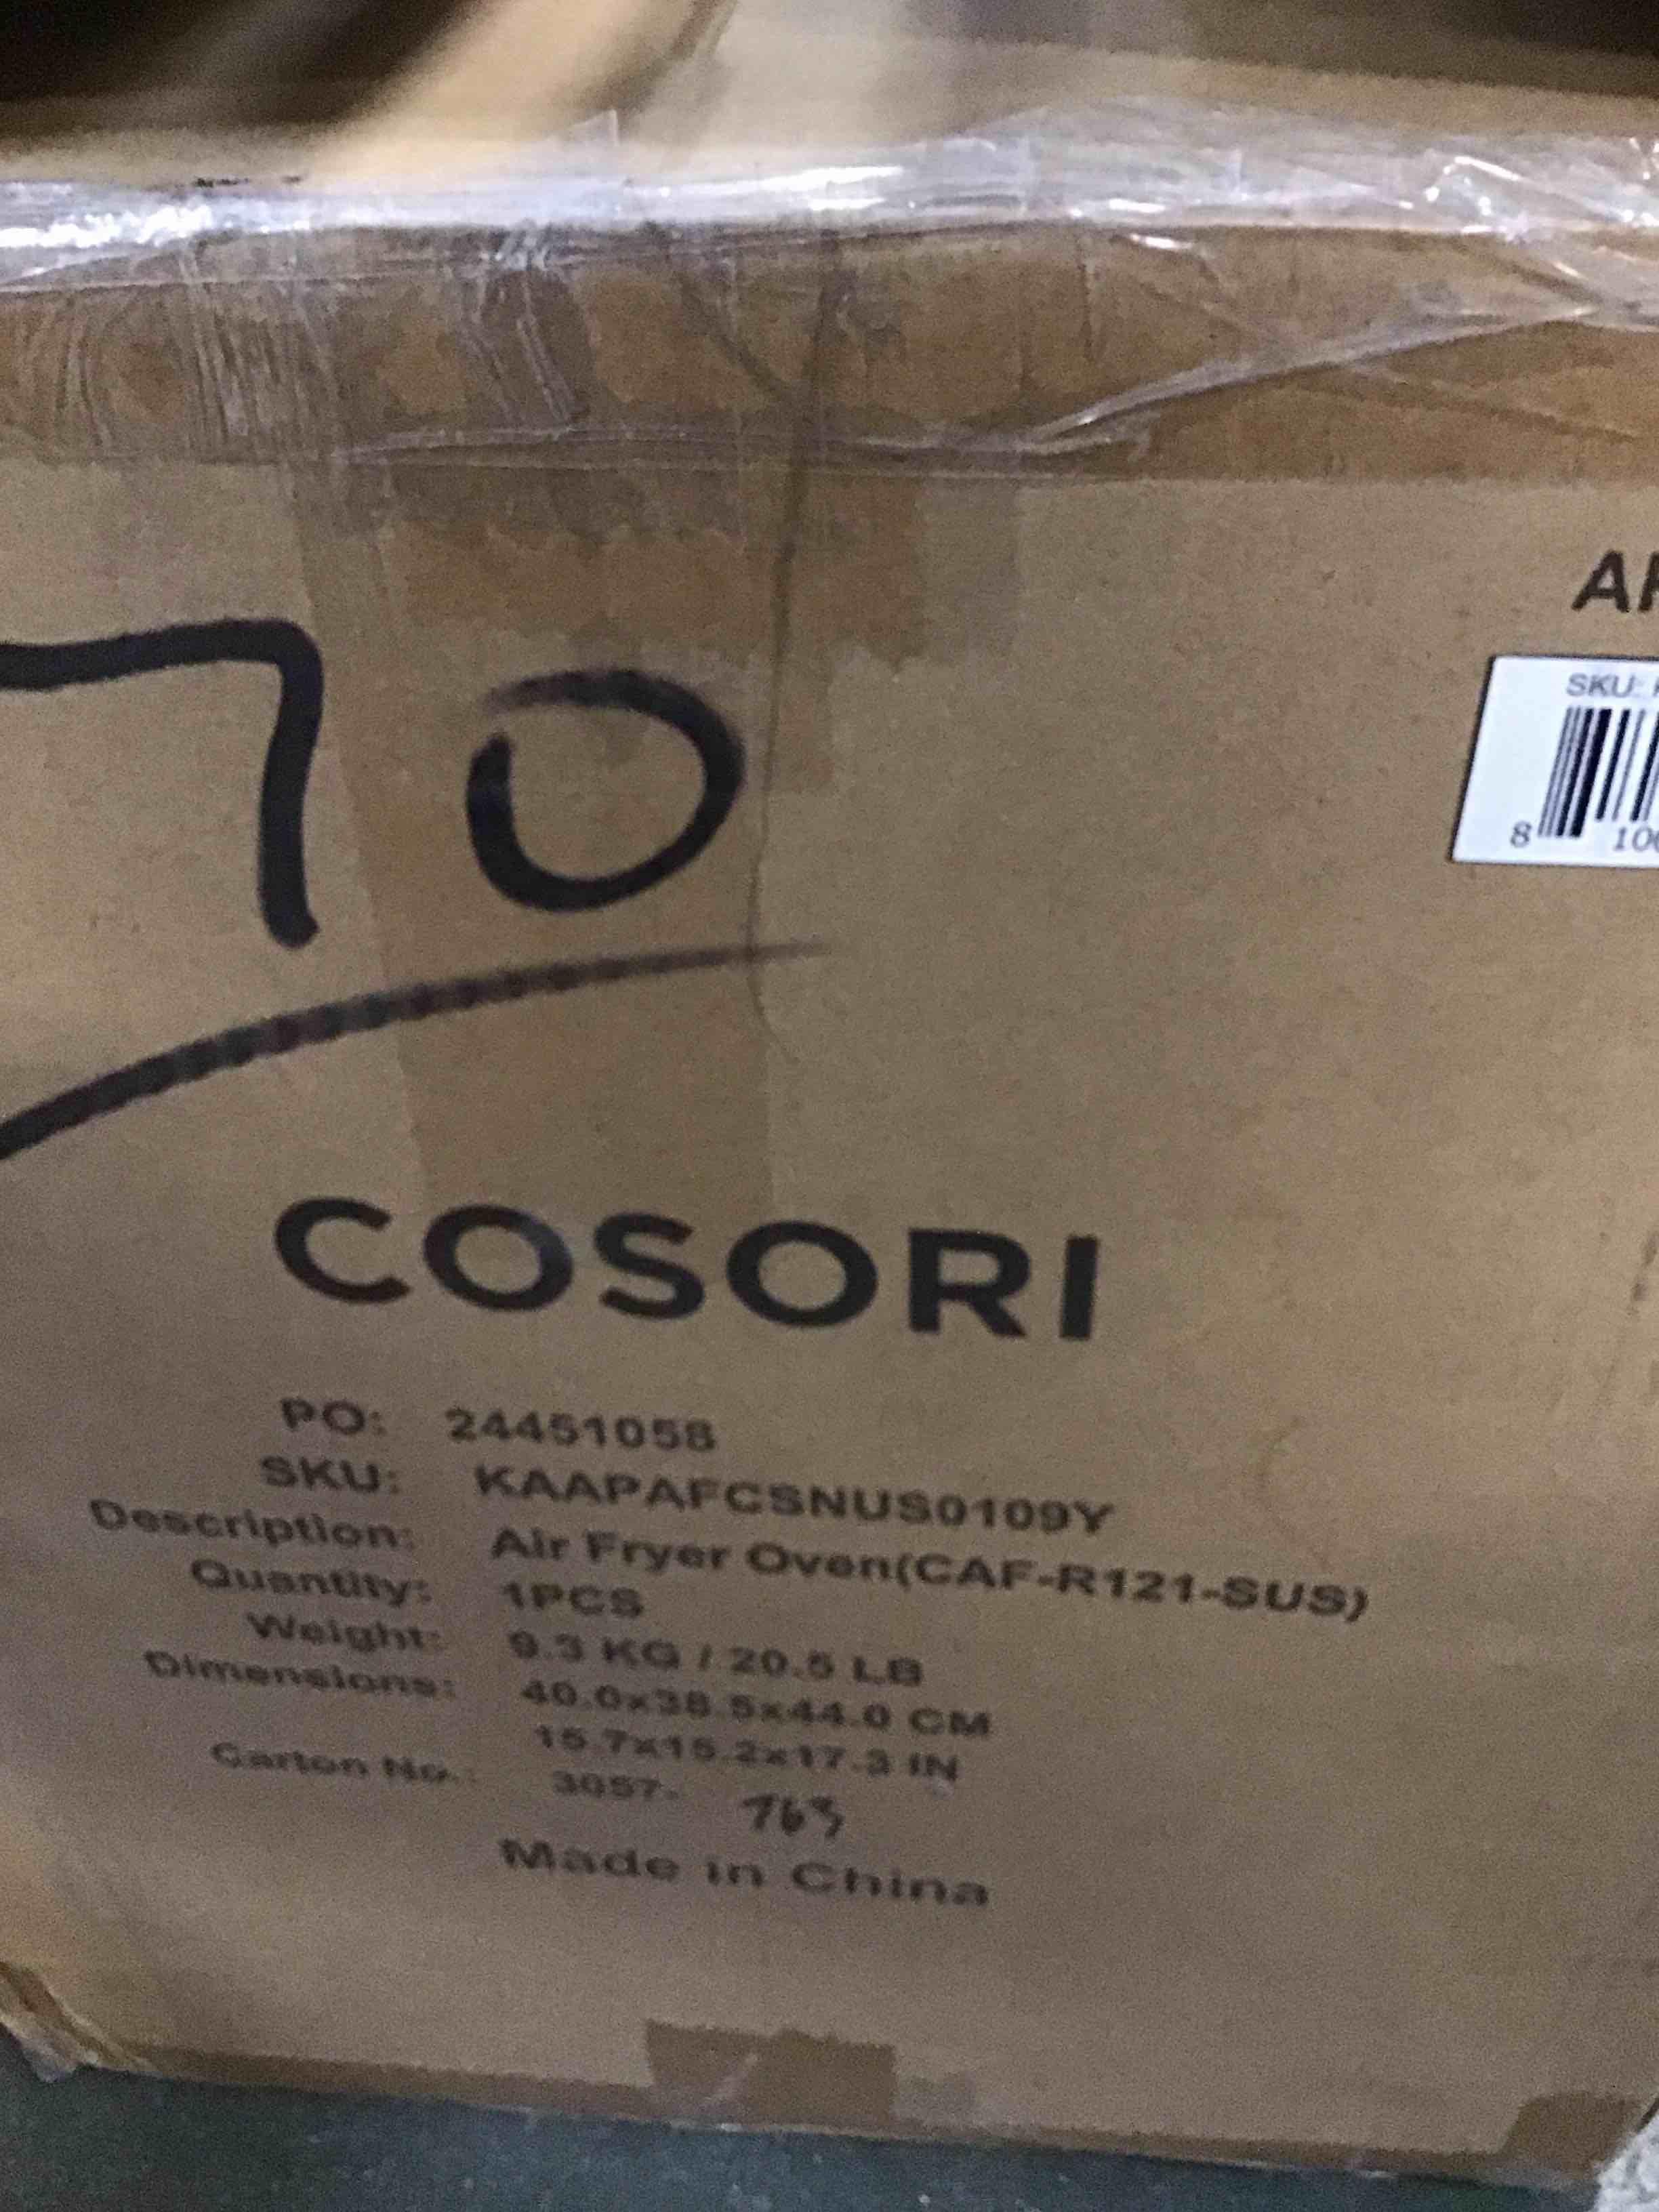 AF
SKU:
8 100
70
COSORI
PO: 24451058
SKU: KAAPAFCSNUS0109Y
Description: Air Fryer Oven(CAF-R121-SUS)
Quantity: 1PCS
Weight: 9.3 KG / 20.5 LB
Dimensions: 40.0x38.5x44.0 CM
15.7x15.2x17.3 IN
Carton No.: 3057- 763
Made in China